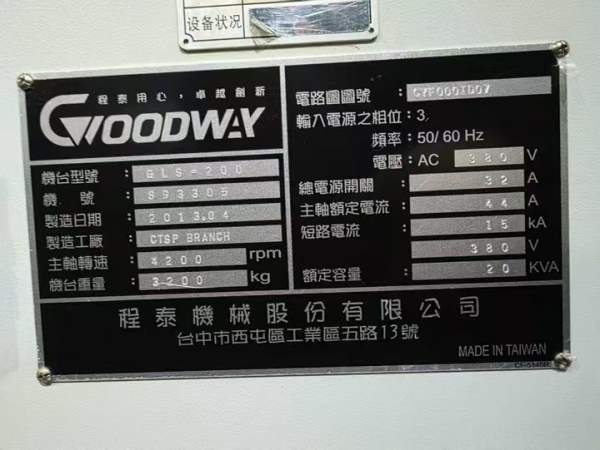 设备状况
程泰用心，卓越創新
GOODWAY
機台型號：GLS-200
機 號：S93305
製造日期：2013.04
製造工廠：CTSP BRANCH
主軸轉速：4200 rpm
機台重量：3200 kg
電路圖圖號：
輸入電源之相位：3
頻率：50/60 Hz
電壓：AC 380 V
總電源開關：32 A
主軸額定電流：44 A
短路電流：15 kA
380 V
額定容量：20 KVA
程泰機械股份有限公司
台中市西屯區工業區五路13號
MADE IN TAIWAN